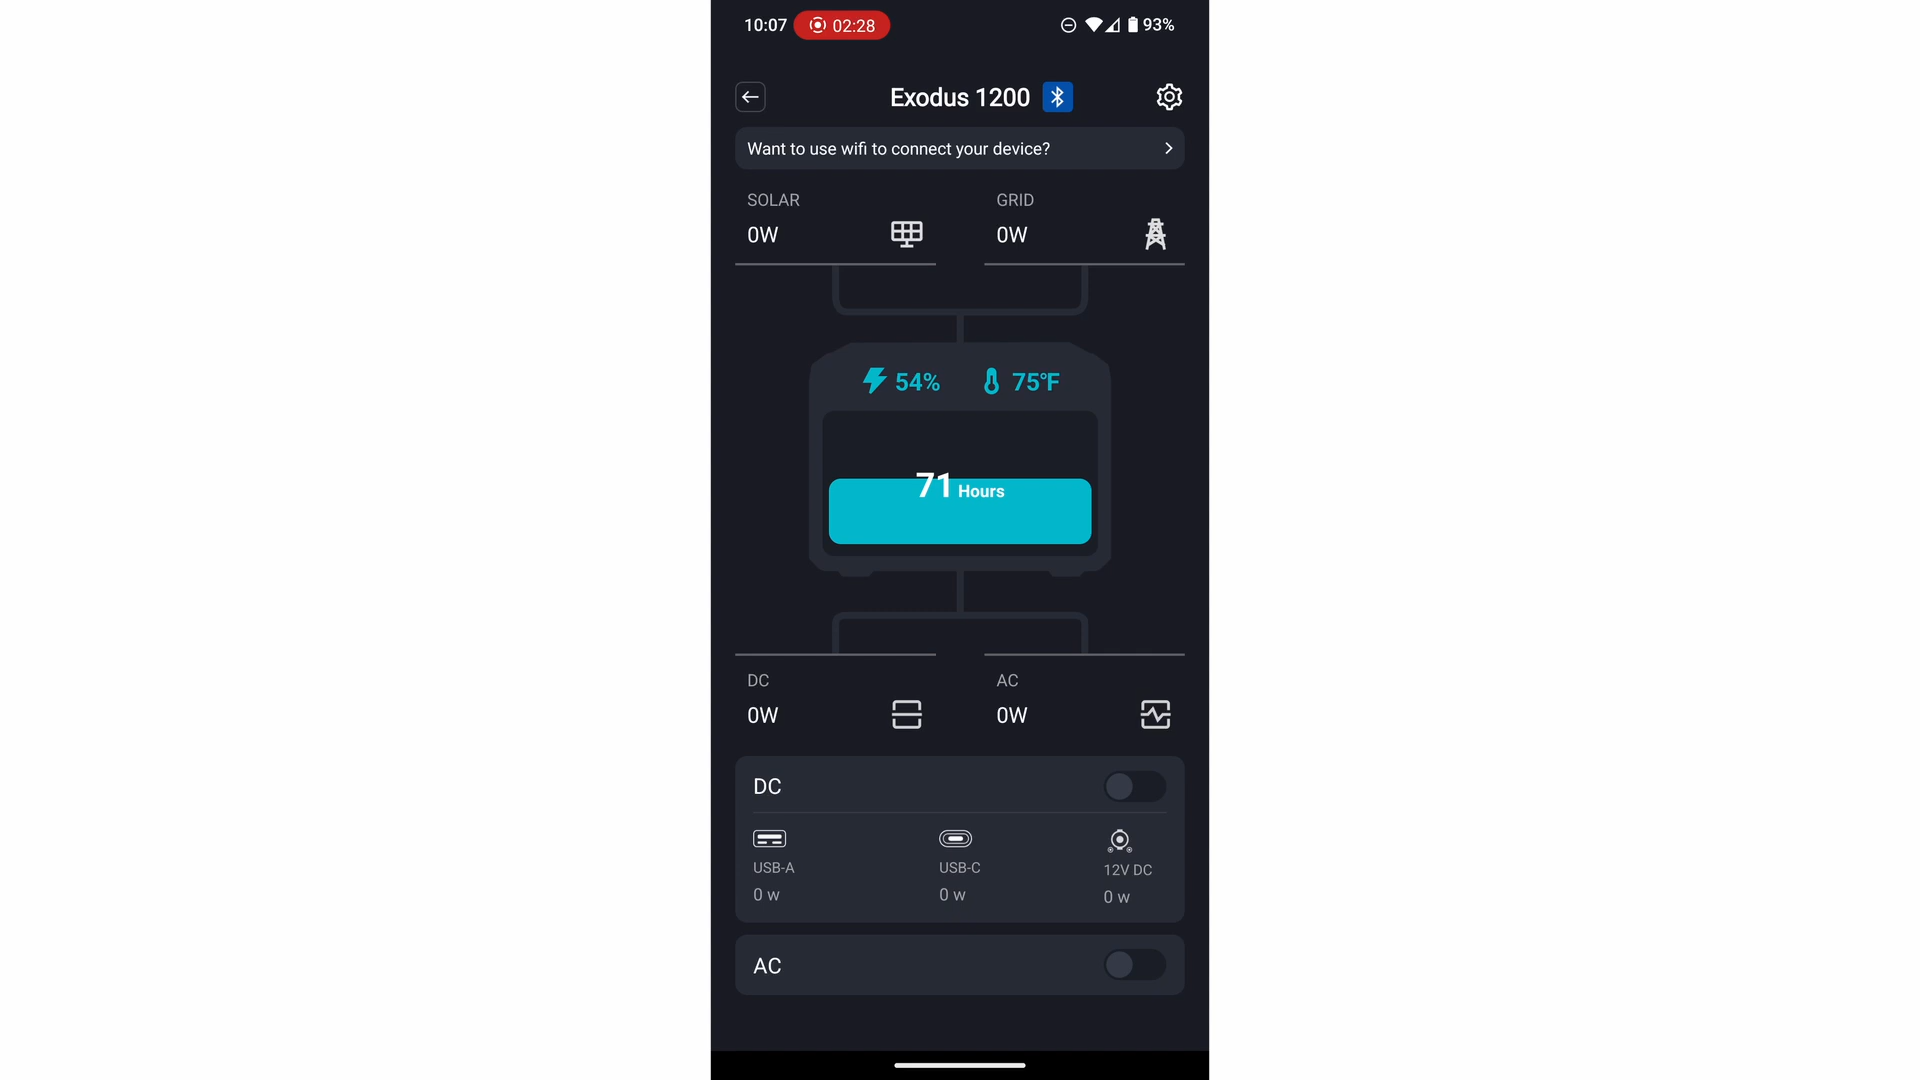 10:07 02:28 93%
Exodus 1200
Want to use wifi to connect your device?
SOLAR GRID
0W 0W
54% 75°F
71 Hours
DC AC
0W 0W
DC
USB-A USB-C 12V DC
0 w 0 w 0 w
AC